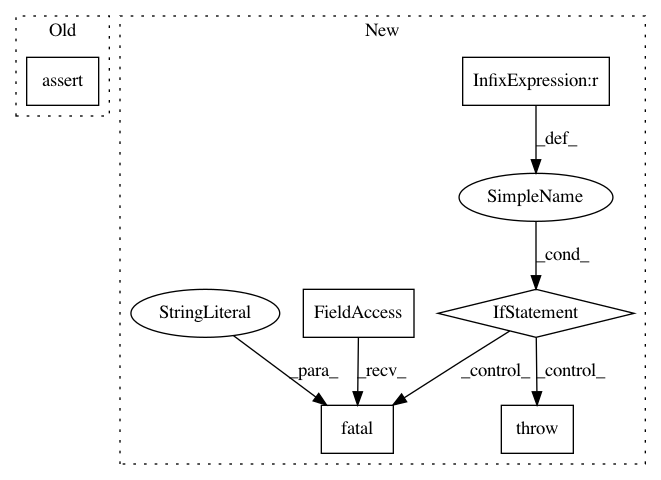 Old
New
assert
InfixExpression:r
_def_
SimpleName
_cond_
StringLiteral
FieldAccess
IfStatement
_para_
_recv_
_control_
_control_
fatal
throw